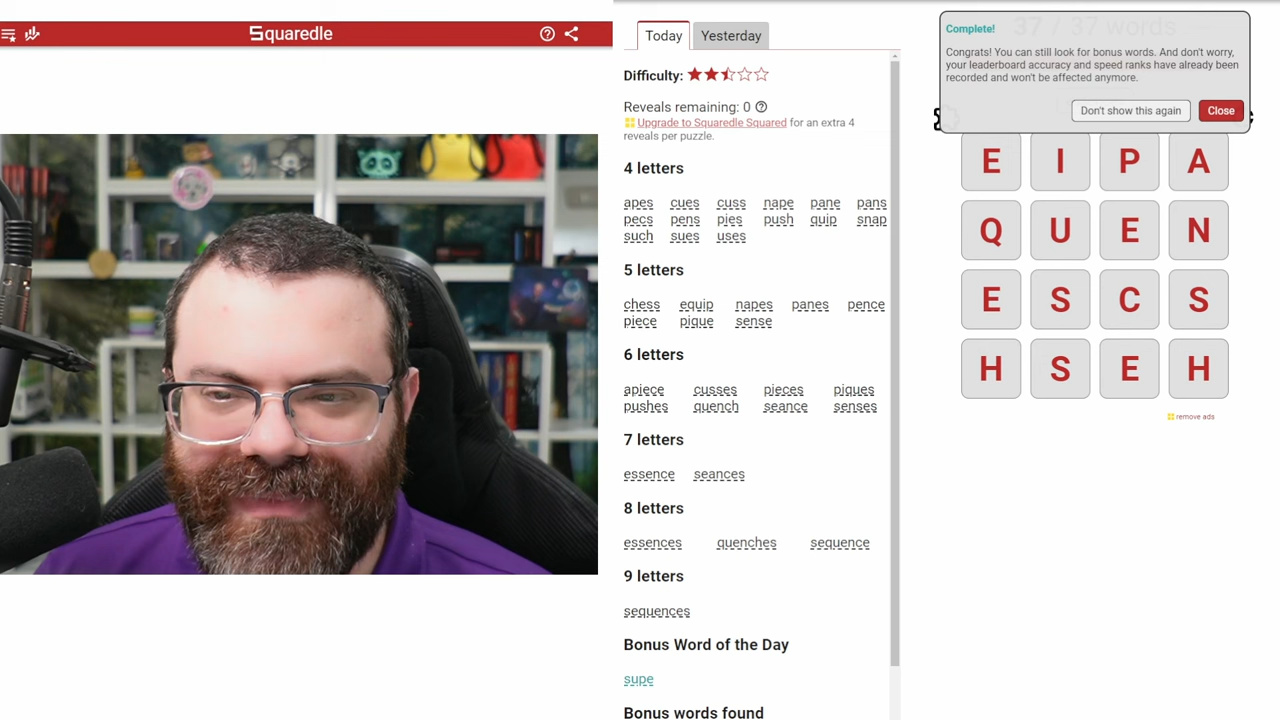 Squaredle
Today
Yesterday
Difficulty:
Reveals remaining: 0
Upgrade to Squaredle Squared for an extra 4
reveals per puzzle.
4 letters
apes cues cuss nape pane pans
pecs pens pies push quip snap
such sues uses
5 letters
chess equip napes panes pence
piece pique sense
6 letters
apiece cusses pieces piques
pushes quench seance senses
7 letters
essence seances
8 letters
essences quenches sequence
9 letters
sequences
Bonus Word of the Day
supe
Bonus words found
37 / 37 words
Complete!
Congrats! You can still look for bonus words. And don't worry,
your leaderboard accuracy and speed ranks have already been
recorded and won't be affected anymore.
Don't show this again
Close
E I P A
Q U E N
E S C S
H S E H
remove ads